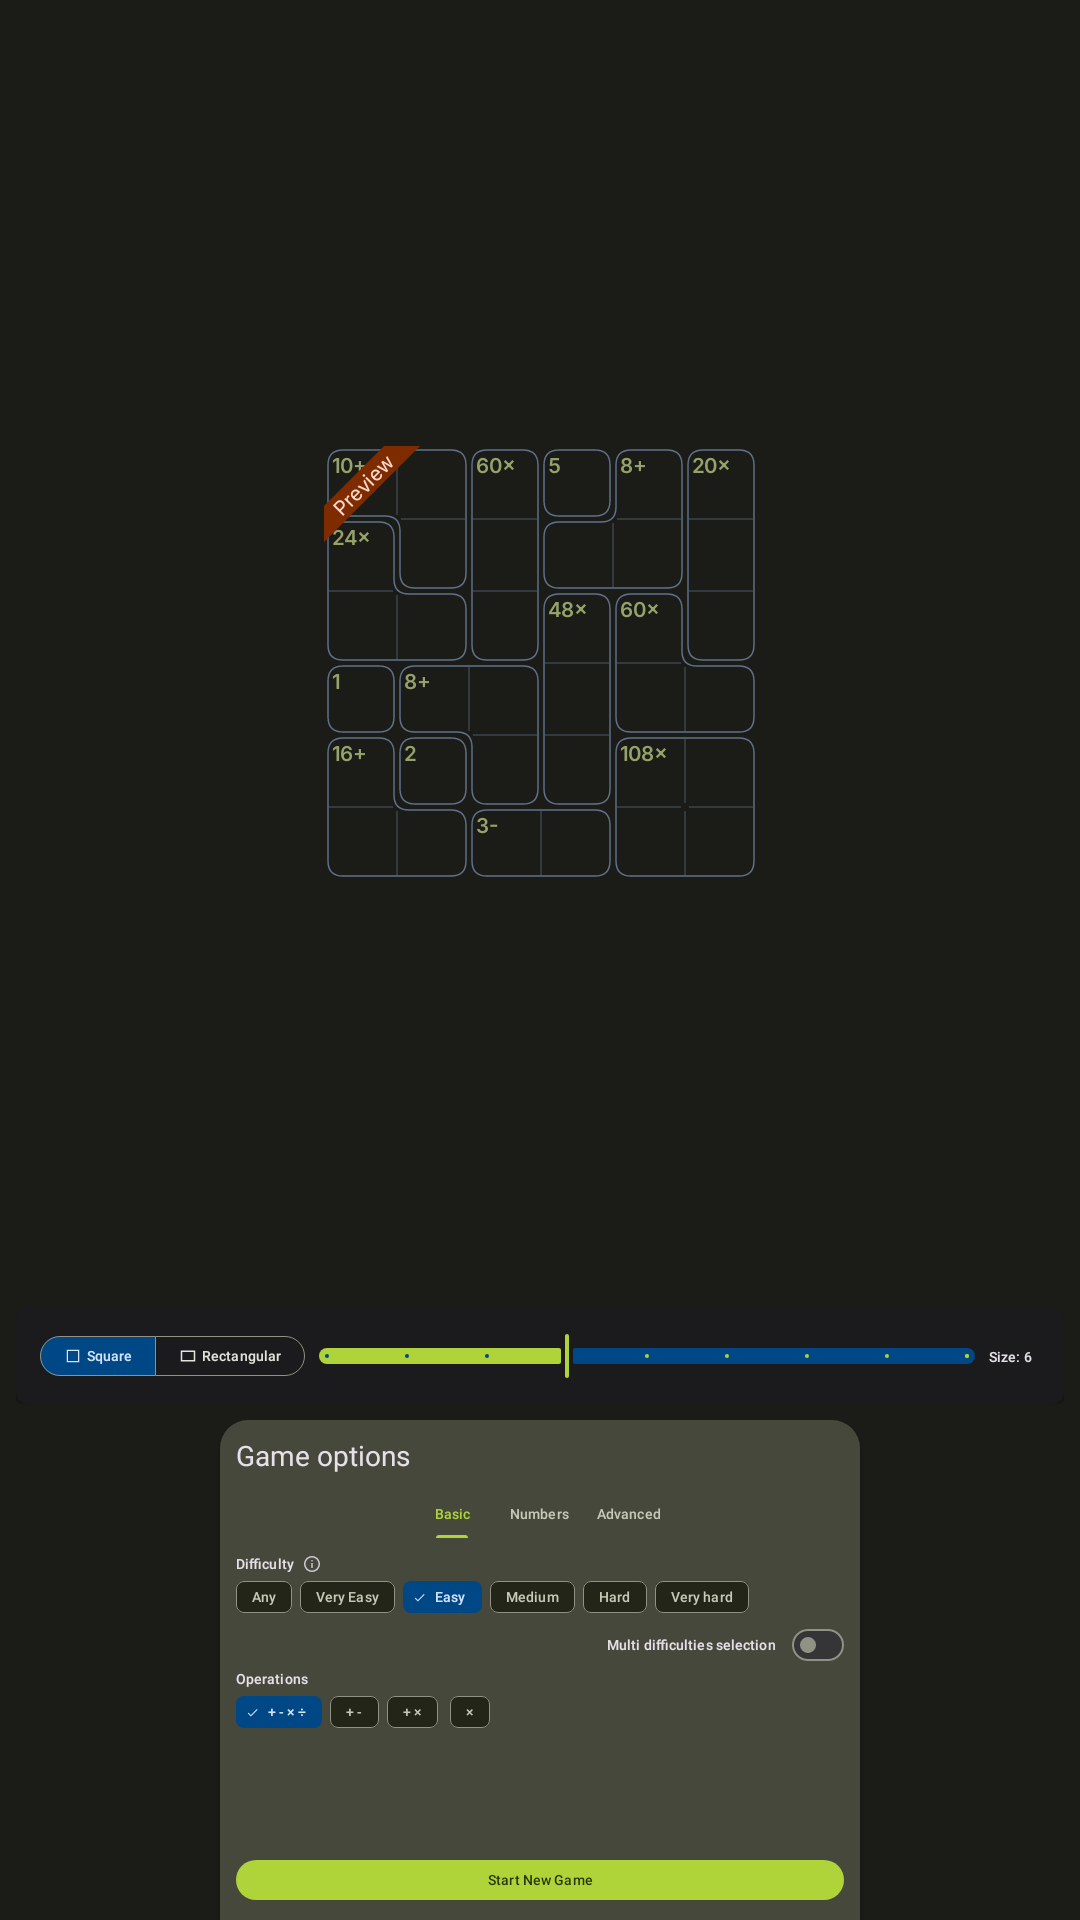 10+ 60× 5 8+ 20×
Preview
24×
48× 60×
1 8+
16+ 2 108×
3-
Square Rectangular Size: 6
Game options
Basic Numbers Advanced
Difficulty
Any Very Easy Easy Medium Hard Very hard
Multi difficulties selection
Operations
+ - × ÷ + - + × ×
Start New Game